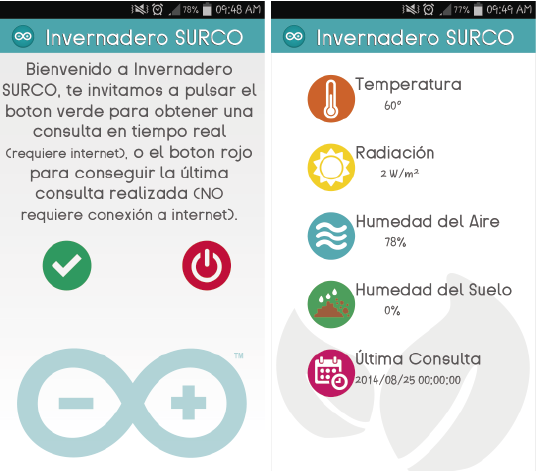 78% 09:48 AM
Invernadero SURCO
Bienvenido a Invernadero
SURCO, te invitamos a pulsar el
boton verde para obtener una
consulta en tiempo real
(requiere internet), o el boton rojo
para conseguir la última
consulta realizada (NO
requiere conexión a internet).
TM
77% 09:49 AM
Invernadero SURCO
Temperatura
60°
Radiación
2 W/m²
Humedad del Aire
78%
Humedad del Suelo
0%
Última Consulta
2014/08/25 00:00:00